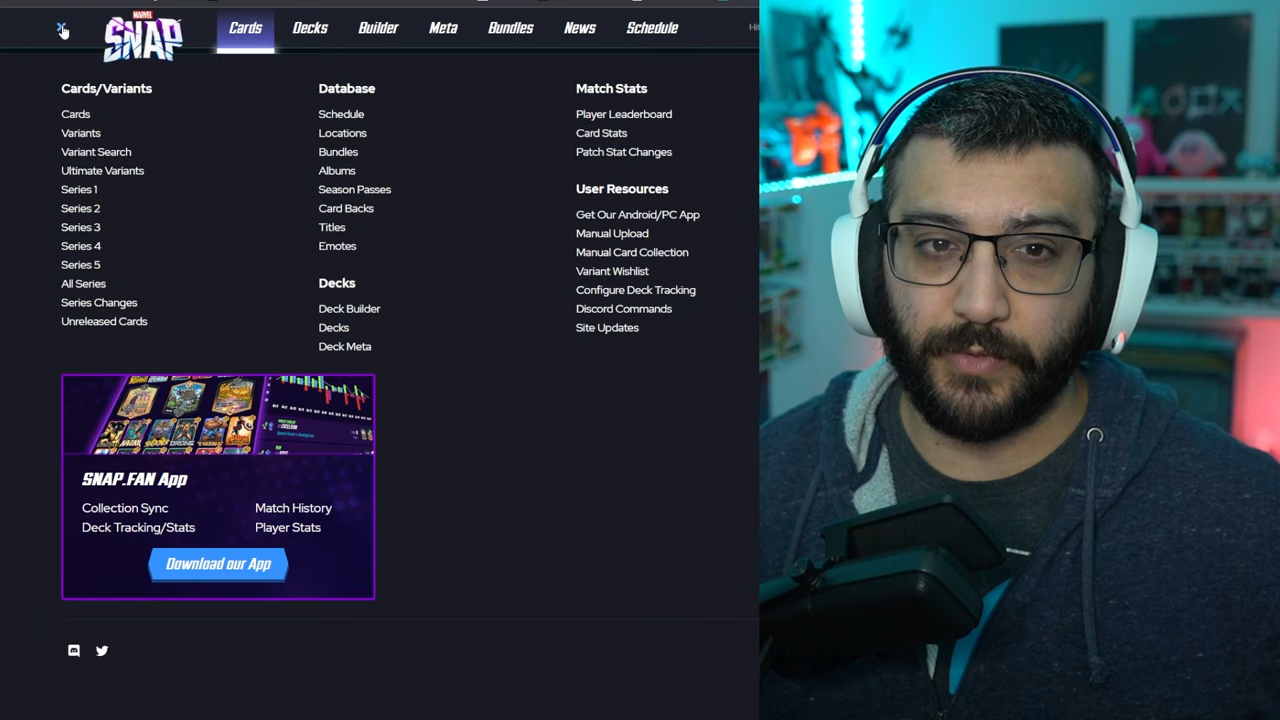 MARVEL
SNAP
Cards
Decks
Builder
Meta
Bundles
News
Schedule
Cards/Variants
Cards
Variants
Variant Search
Ultimate Variants
Series 1
Series 2
Series 3
Series 4
Series 5
All Series
Series Changes
Unreleased Cards
Database
Schedule
Locations
Bundles
Albums
Season Passes
Card Backs
Titles
Emotes
Decks
Deck Builder
Decks
Deck Meta
Match Stats
Player Leaderboard
Card Stats
Patch Stat Changes
User Resources
Get Our Android/PC App
Manual Upload
Manual Card Collection
Variant Wishlist
Configure Deck Tracking
Discord Commands
Site Updates
SNAP.FAN App
Collection Sync
Match History
Deck Tracking/Stats
Player Stats
Download our App